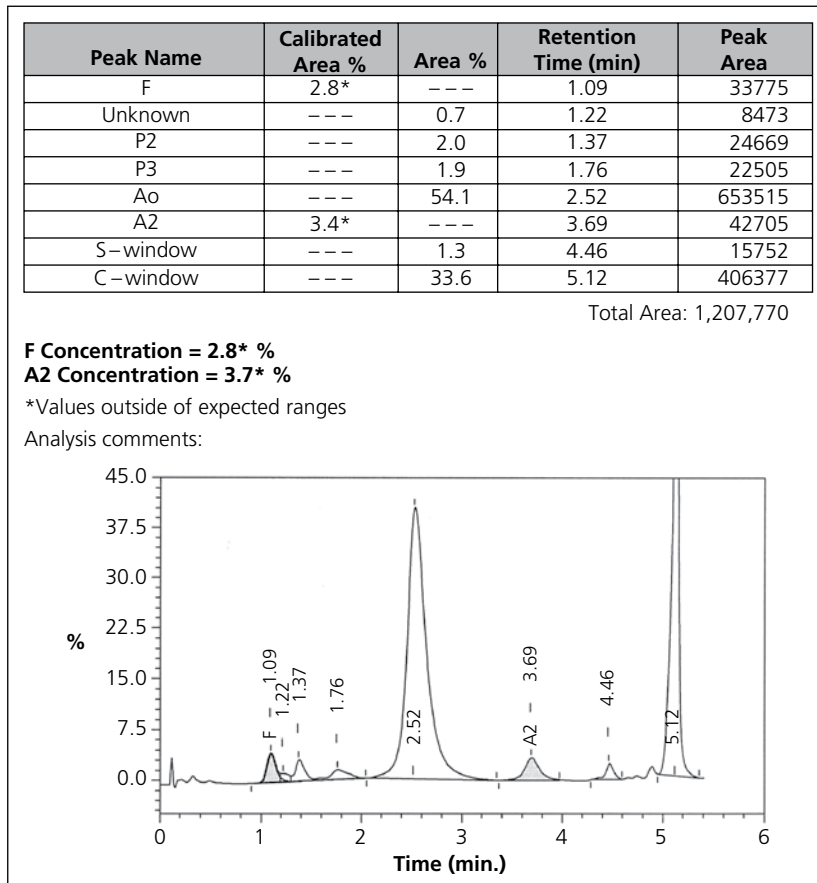 Peak Name Calibrated Area % Area % Retention Time (min) Peak Area
F 2.8* – – – 1.09 33775
Unknown – – – 0.7 1.22 8473
P2 – – – 2.0 1.37 24669
P3 – – – 1.9 1.76 22505
Ao – – – 54.1 2.52 653515
A2 3.4* – – – 3.69 42705
S–window – – – 1.3 4.46 15752
C–window – – – 33.6 5.12 406377
Total Area: 1,207,770
F Concentration = 2.8* %
A2 Concentration = 3.7* %
*Values outside of expected ranges
Analysis comments:
45.0
37.5
30.0
22.5
15.0
7.5
0.0
%
F
1.09
1.22
1.37
1.76
2.52
A2
3.69
4.46
5.12
0 1 2 3 4 5 6
Time (min.)